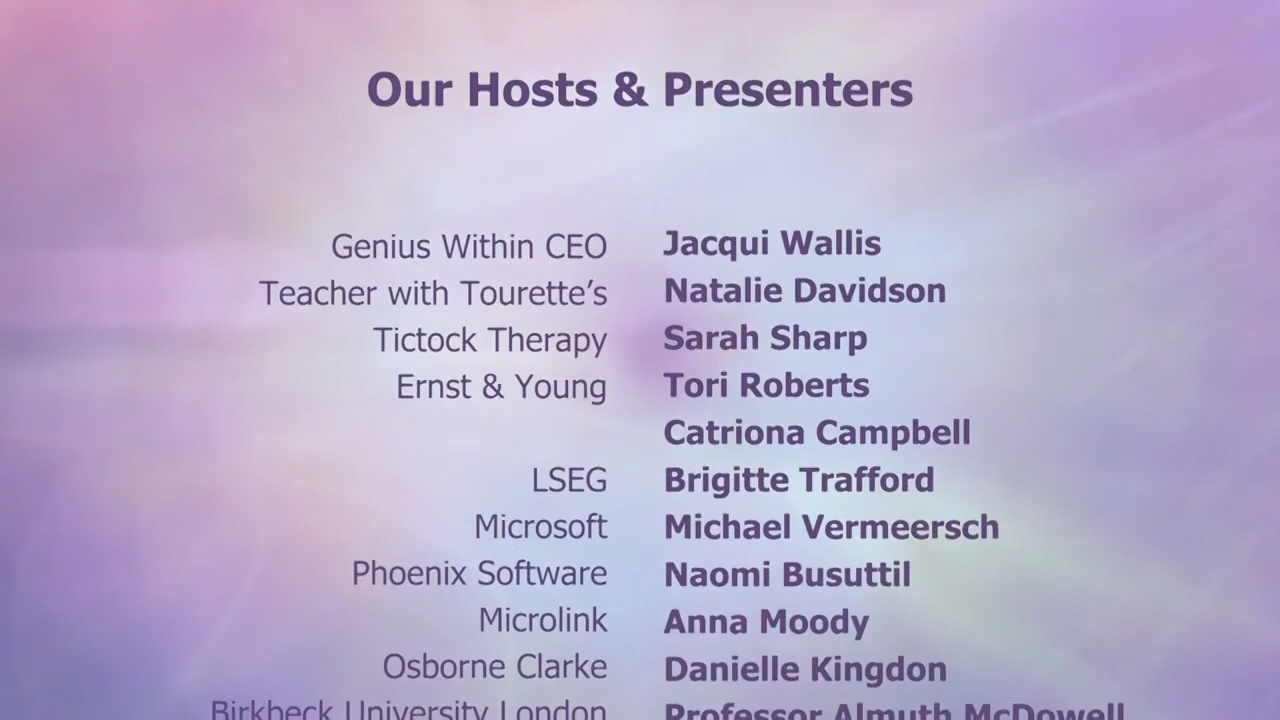 Our Hosts & Presenters
Genius Within CEO Jacqui Wallis
Teacher with Tourette’s Natalie Davidson
Tictock Therapy Sarah Sharp
Ernst & Young Tori Roberts
Catriona Campbell
LSEG Brigitte Trafford
Microsoft Michael Vermeersch
Phoenix Software Naomi Busuttil
Microlink Anna Moody
Osborne Clarke Danielle Kingdon
Birkbeck University London Professor Almuth McDowell